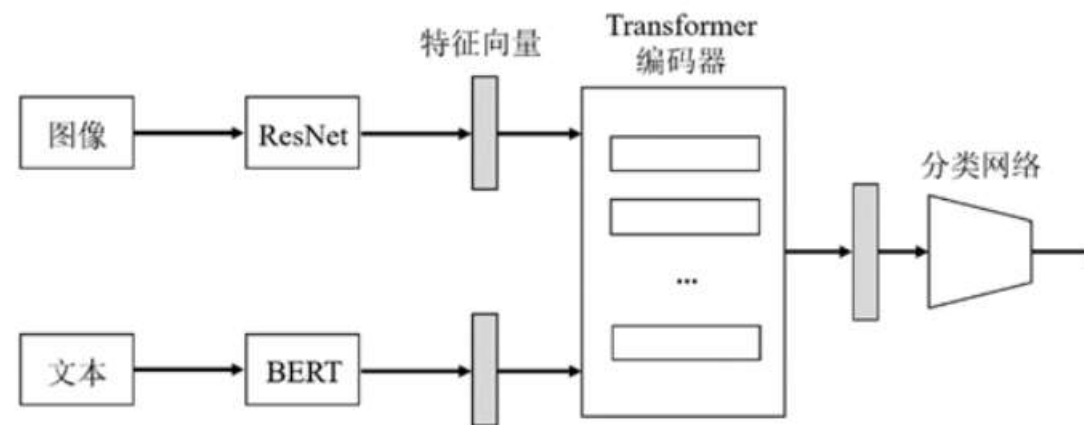 Transformer
编码器
特征向量
图像
ResNet
分类网络
...
文本
BERT